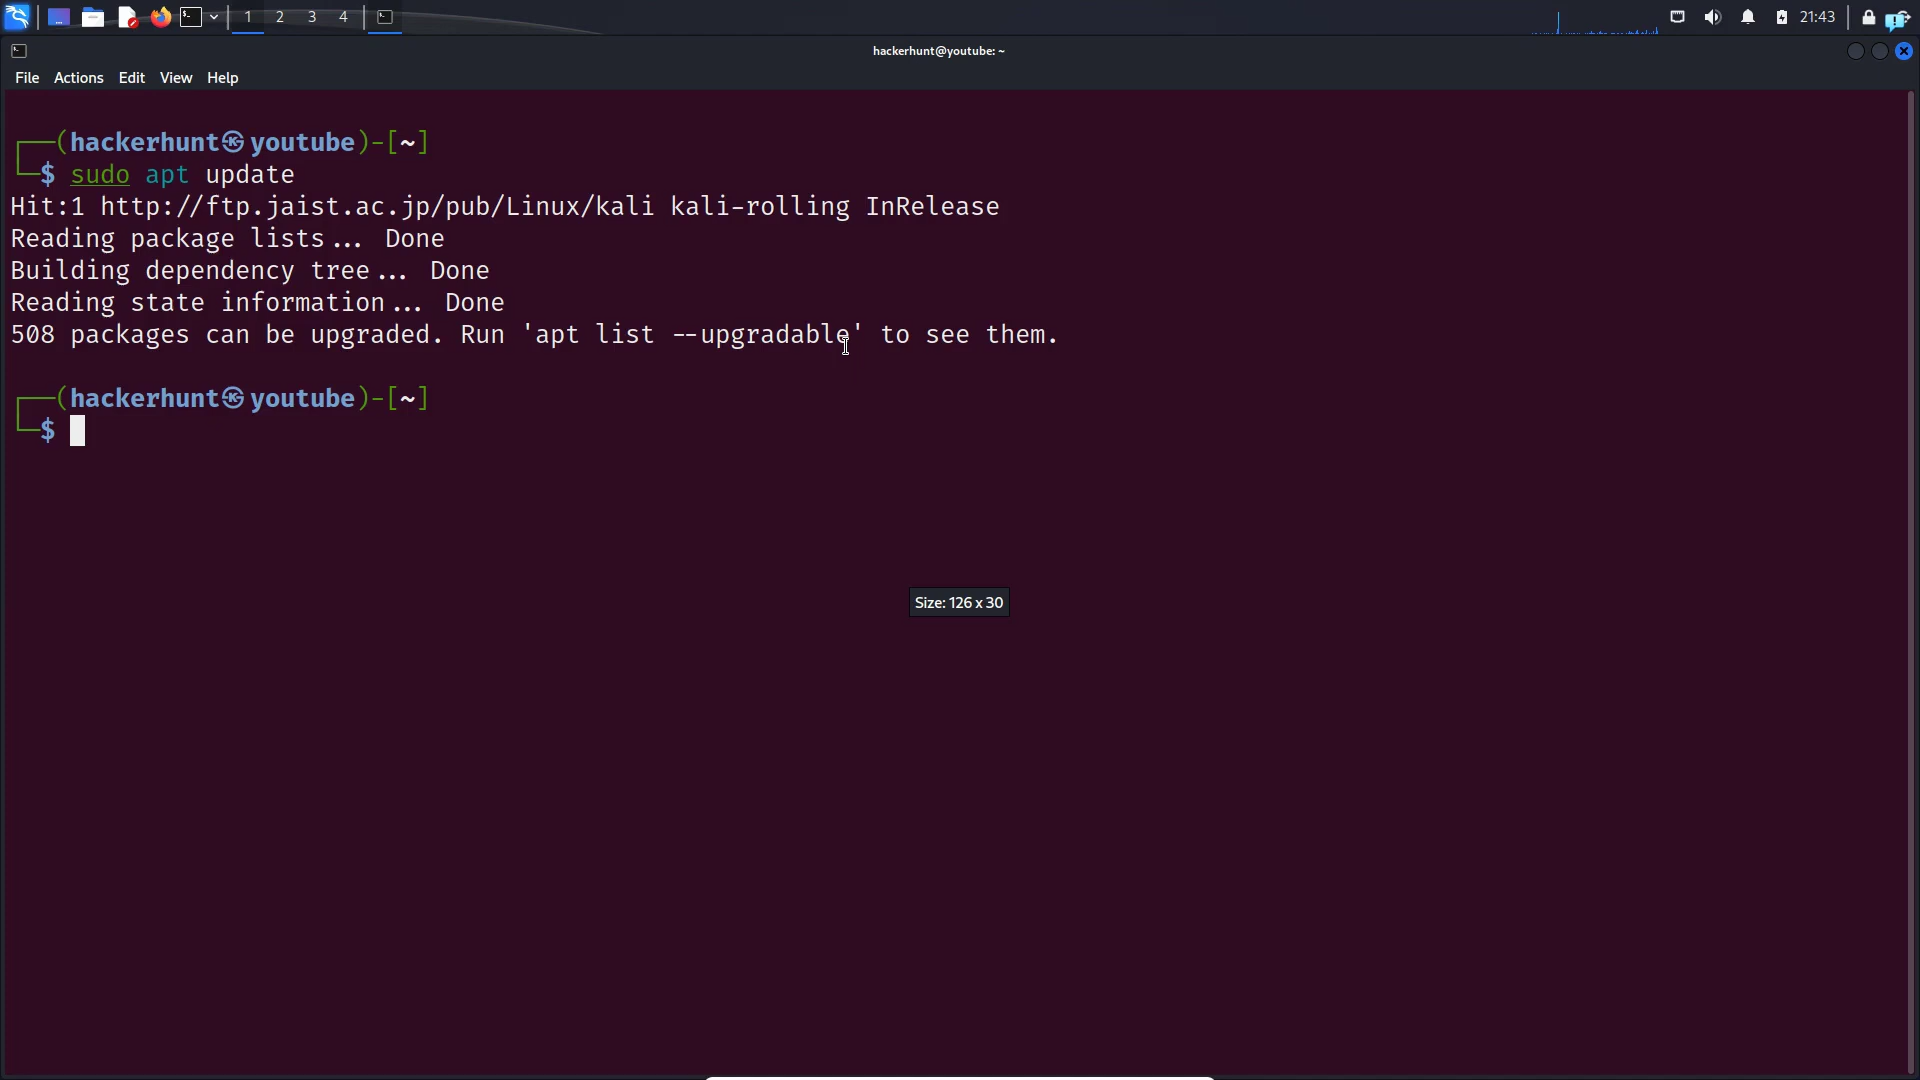 1 2 3 4 21:43
hackerhunt@youtube: ~
File Actions Edit View Help
┌──(hackerhunt㉿youtube)-[~]
└─$ sudo apt update
Hit:1 http://ftp.jaist.ac.jp/pub/Linux/kali kali-rolling InRelease
Reading package lists... Done
Building dependency tree... Done
Reading state information... Done
508 packages can be upgraded. Run 'apt list --upgradable' to see them.
┌──(hackerhunt㉿youtube)-[~]
└─$
Size: 126 x 30